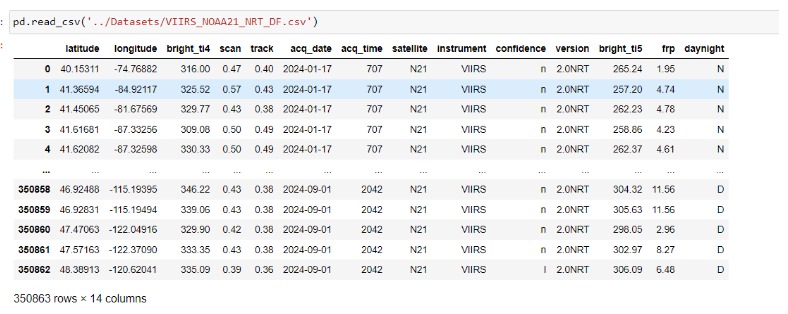 : pd.read_csv('../Datasets/VIIRS_NOAA21_NRT_DF.csv')
:
latitude longitude bright_ti4 scan track acq_date acq_time satellite instrument confidence version bright_ti5 frp daynight
0 40.15311 -74.76882 316.00 0.47 0.40 2024-01-17 707 N21 VIIRS n 2.0NRT 265.24 1.95 N
1 41.36594 -84.92117 325.52 0.57 0.43 2024-01-17 707 N21 VIIRS n 2.0NRT 257.20 4.74 N
2 41.45065 -81.67569 329.77 0.43 0.38 2024-01-17 707 N21 VIIRS n 2.0NRT 262.23 4.78 N
3 41.61681 -87.33256 309.08 0.50 0.49 2024-01-17 707 N21 VIIRS n 2.0NRT 258.86 4.23 N
4 41.62082 -87.32598 330.33 0.50 0.49 2024-01-17 707 N21 VIIRS n 2.0NRT 262.37 4.61 N
... ... ... ... ... ... ... ... ... ... ... ... ... ... ...
350858 46.92488 -115.19395 346.22 0.43 0.38 2024-09-01 2042 N21 VIIRS n 2.0NRT 304.32 11.56 D
350859 46.92831 -115.19494 339.06 0.43 0.38 2024-09-01 2042 N21 VIIRS n 2.0NRT 305.63 11.56 D
350860 47.47063 -122.04916 329.90 0.42 0.38 2024-09-01 2042 N21 VIIRS n 2.0NRT 298.05 2.96 D
350861 47.57163 -122.37090 333.35 0.43 0.38 2024-09-01 2042 N21 VIIRS n 2.0NRT 302.97 8.27 D
350862 48.38913 -120.62041 335.09 0.39 0.36 2024-09-01 2042 N21 VIIRS l 2.0NRT 306.09 6.48 D
350863 rows × 14 columns